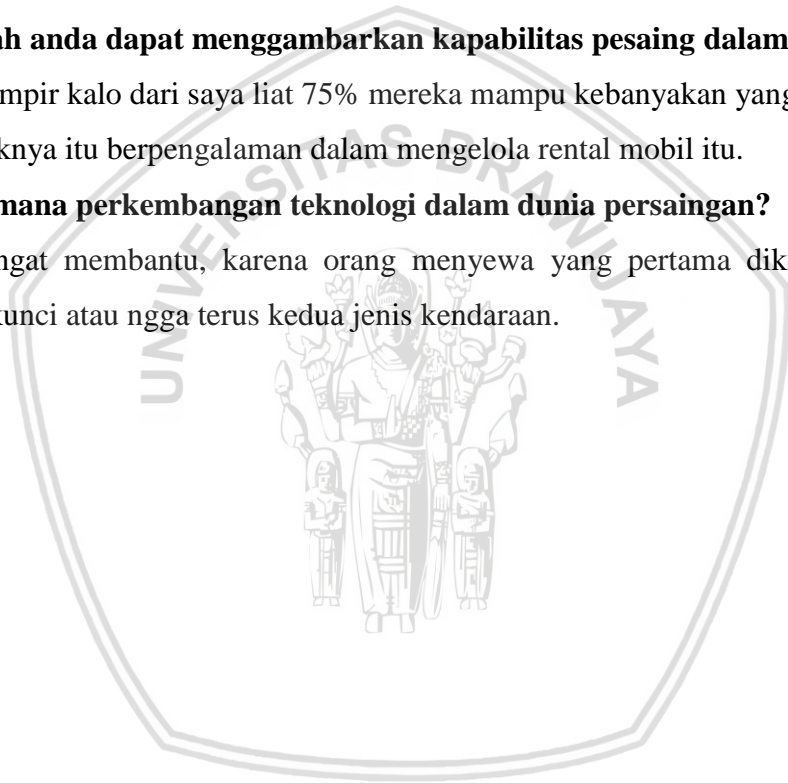 ah anda dapat menggambarkan kapabilitas pesaing dalam
mpir kalo dari saya liat 75% mereka mampu kebanyakan yang
knya itu berpengalaman dalam mengelola rental mobil itu.
mana perkembangan teknologi dalam dunia persaingan?
ngat membantu, karena orang menyewa yang pertama dik
kunci atau ngga terus kedua jenis kendaraan.
UNIVERSITAS BRAWIJAYA